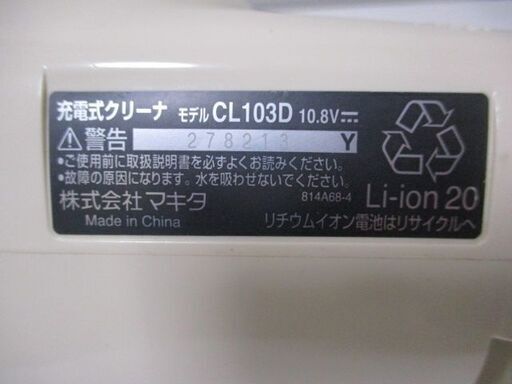 充電式クリーナ モデル CL103D 10.8V⎓
⚠警告 278213 Y
•ご使用前に取扱説明書を必ずよくお読みください。
•故障の原因になります。水を吸わせないでください。
株式会社マキタ 814A68-4 Li-ion 20
Made in China リチウムイオン電池はリサイクルへ